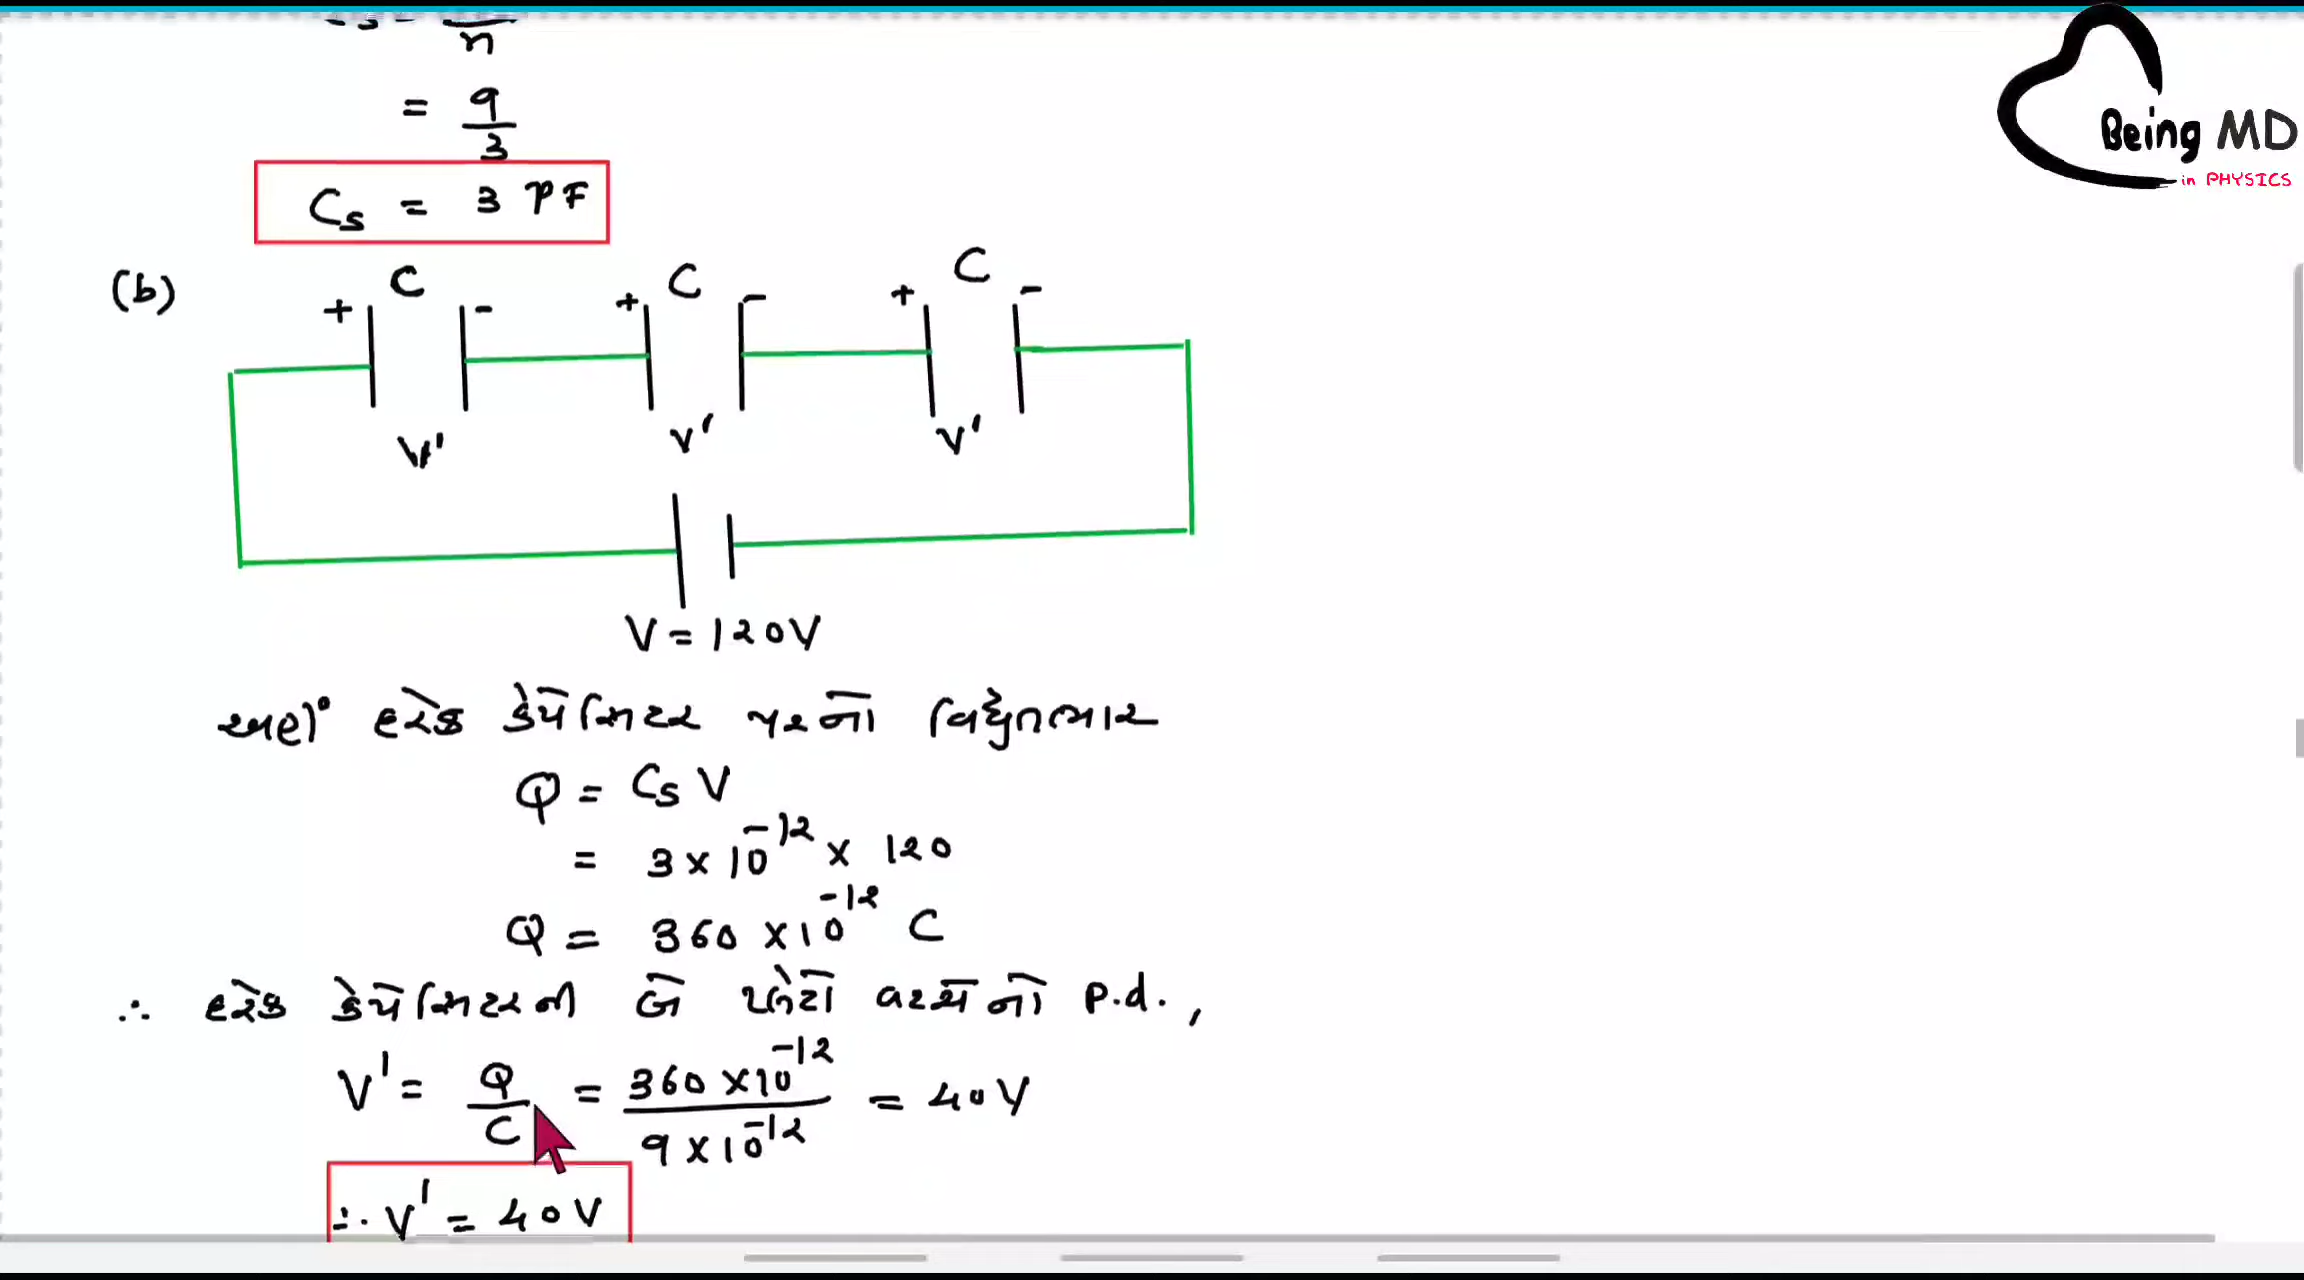 n
= 9/3
Cs = 3 PF
Being MD
in PHYSICS
(b)
+ C - + C - + C -
V' V' V'
V = 120V
અહીં દરેક કેપેસિટર પરનો વિદ્યુતભાર
Q = Cs V
= 3 × 10⁻¹² × 120
Q = 360 × 10⁻¹² C
∴ દરેક કેપેસિટરની બે પ્લેટો વચ્ચેનો P.d.,
V' = Q/C = 360 × 10⁻¹² / 9 × 10⁻¹² = 40V
∴ V' = 40V